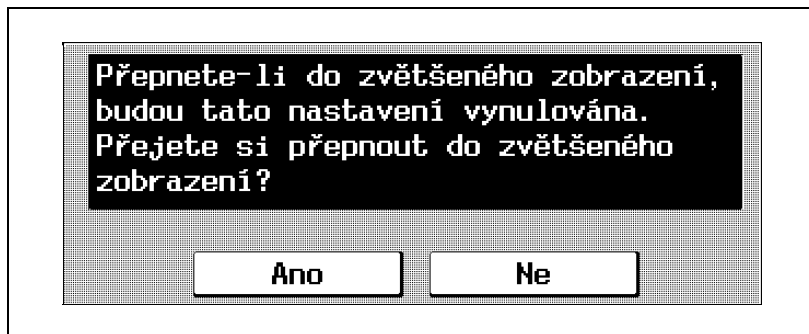 Přepnete-li do zvětšeného zobrazení,
budou tato nastavení vynulována.
Přejete si přepnout do zvětšeného
zobrazení?
Ano Ne